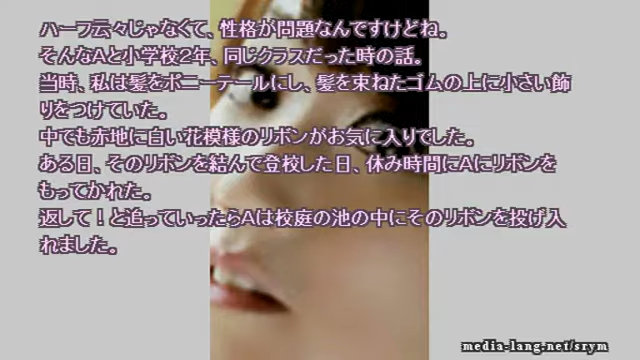 ハーフ云々じゃなくて、性格が問題なんですけどね。
そんなAと小学校2年、同じクラスだった時の話。
当時、私は髪をポニーテールにし、髪を束ねたゴムの上に小さい飾
りをつけていた。
中でも赤地に白い花模様のリボンがお気に入りでした。
ある日、そのリボンを結んで登校した日、休み時間にAにリボンを
もってかれた。
返して！と追っていったらAは校庭の池の中にそのリボンを投げ入
れました。
media-lang.net/srym